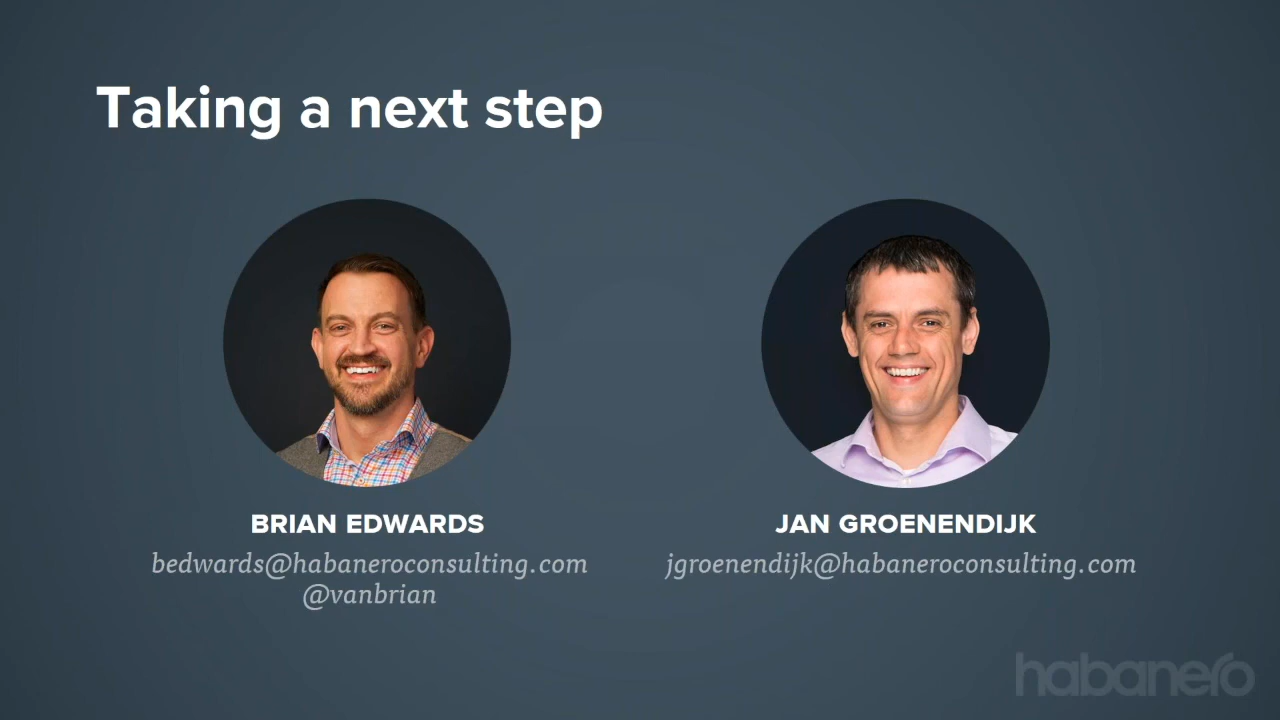 Taking a next step
BRIAN EDWARDS
bedwards@habaneroconsulting.com
@vanbrian
JAN GROENENDIJK
jgroenendijk@habaneroconsulting.com
habanero